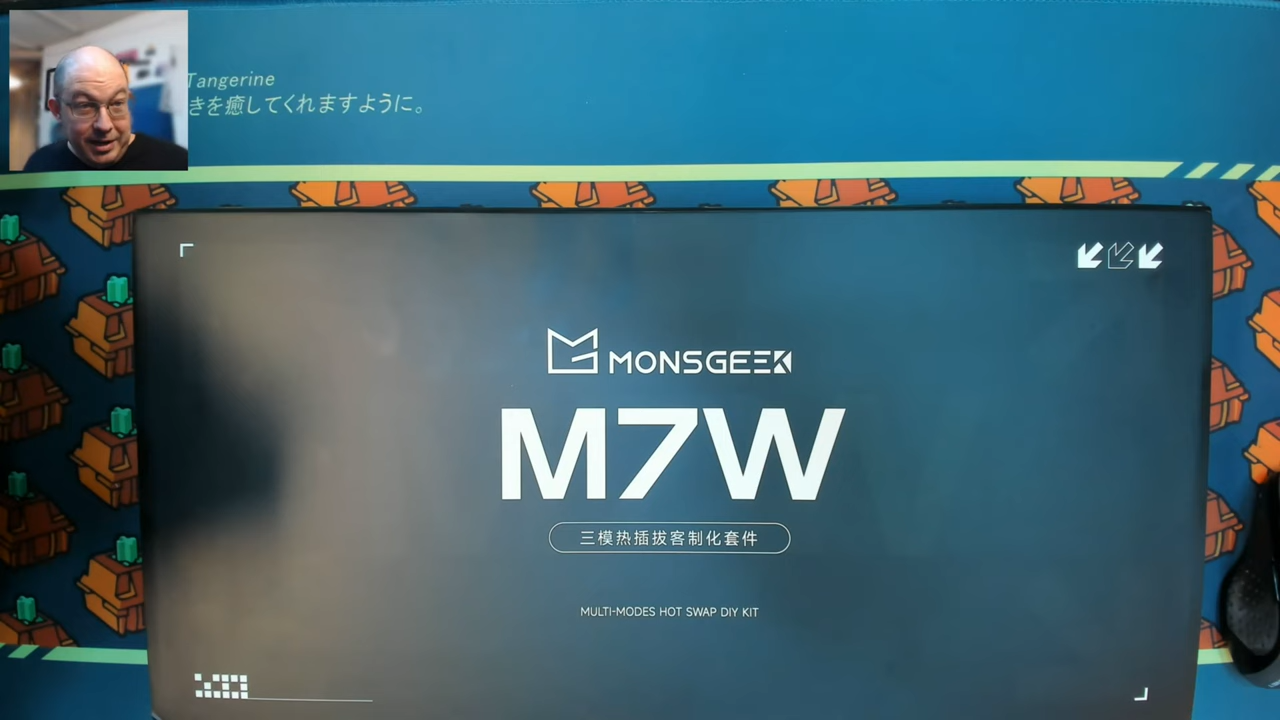 Tangerine
きを癒してくれますように。
MONSGEEK
M7W
三模热插拔客制化套件
MULTI-MODES HOT SWAP DIY KIT